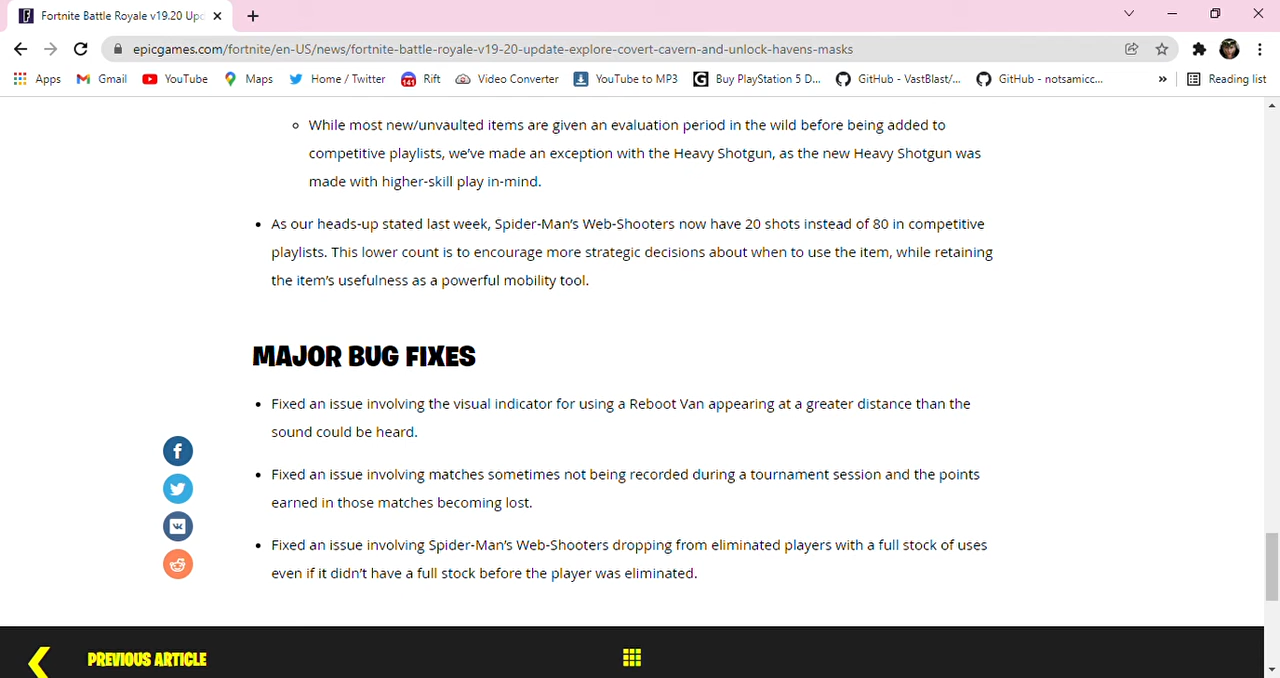 Fortnite Battle Royale v19.20 Upd
epicgames.com/fortnite/en-US/news/fortnite-battle-royale-v19-20-update-explore-covert-cavern-and-unlock-havens-masks
Apps Gmail YouTube Maps Home / Twitter 141 Rift Video Converter YouTube to MP3 Buy PlayStation 5 D... GitHub - VastBlast/... GitHub - notsamicc... » Reading list
While most new/unvaulted items are given an evaluation period in the wild before being added to
competitive playlists, we’ve made an exception with the Heavy Shotgun, as the new Heavy Shotgun was
made with higher-skill play in-mind.
As our heads-up stated last week, Spider-Man’s Web-Shooters now have 20 shots instead of 80 in competitive
playlists. This lower count is to encourage more strategic decisions about when to use the item, while retaining
the item’s usefulness as a powerful mobility tool.
MAJOR BUG FIXES
Fixed an issue involving the visual indicator for using a Reboot Van appearing at a greater distance than the
sound could be heard.
Fixed an issue involving matches sometimes not being recorded during a tournament session and the points
earned in those matches becoming lost.
Fixed an issue involving Spider-Man’s Web-Shooters dropping from eliminated players with a full stock of uses
even if it didn’t have a full stock before the player was eliminated.
PREVIOUS ARTICLE